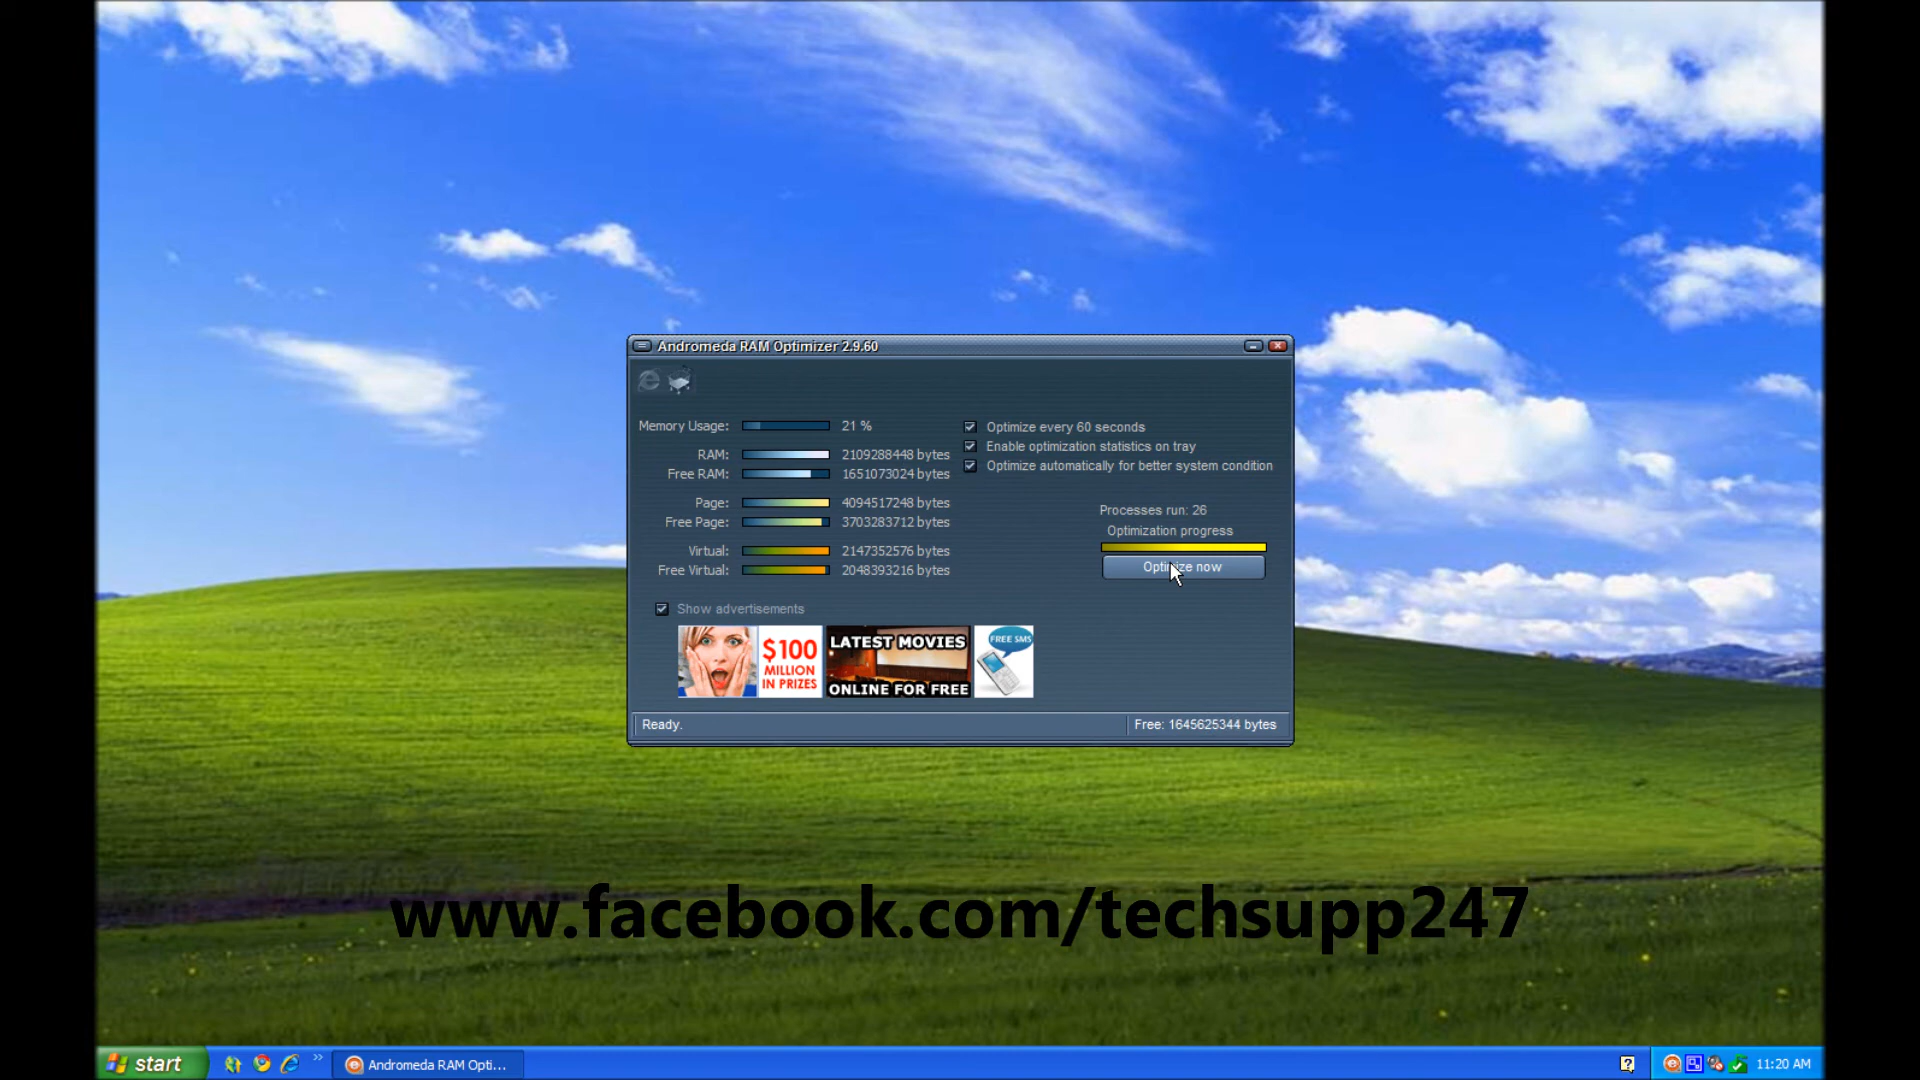 Andromeda RAM Optimizer 2.9.60
Memory Usage: 21 %
RAM: 2109288448 bytes
Free RAM: 1651073024 bytes
Page: 4094517248 bytes
Free Page: 3703283712 bytes
Virtual: 2147352576 bytes
Free Virtual: 2048393216 bytes
Optimize every 60 seconds
Enable optimization statistics on tray
Optimize automatically for better system condition
Processes run: 26
Optimization progress
Optimize now
Show advertisements
$100
MILLION
IN PRIZES
LATEST MOVIES
ONLINE FOR FREE
FREE SMS
Ready.
Free: 1645625344 bytes
www.facebook.com/techsupp247
start
Andromeda RAM Opti...
11:20 AM